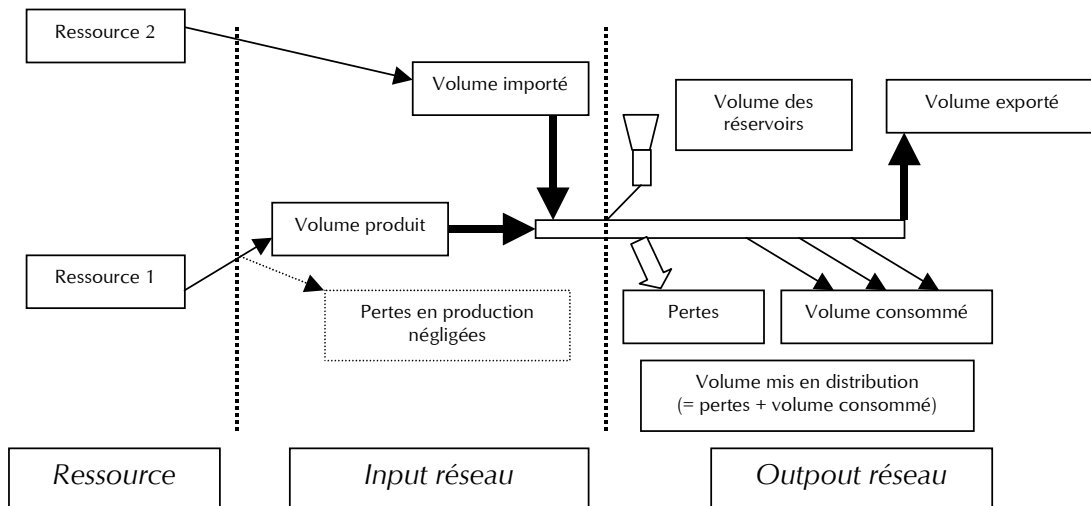 Ressource 2
Volume importé
Volume des
réservoirs
Volume exporté
Volume produit
Ressource 1
Pertes en production
négligées
Pertes
Volume consommé
Volume mis en distribution
(= pertes + volume consommé)
Ressource
Input réseau
Outpout réseau